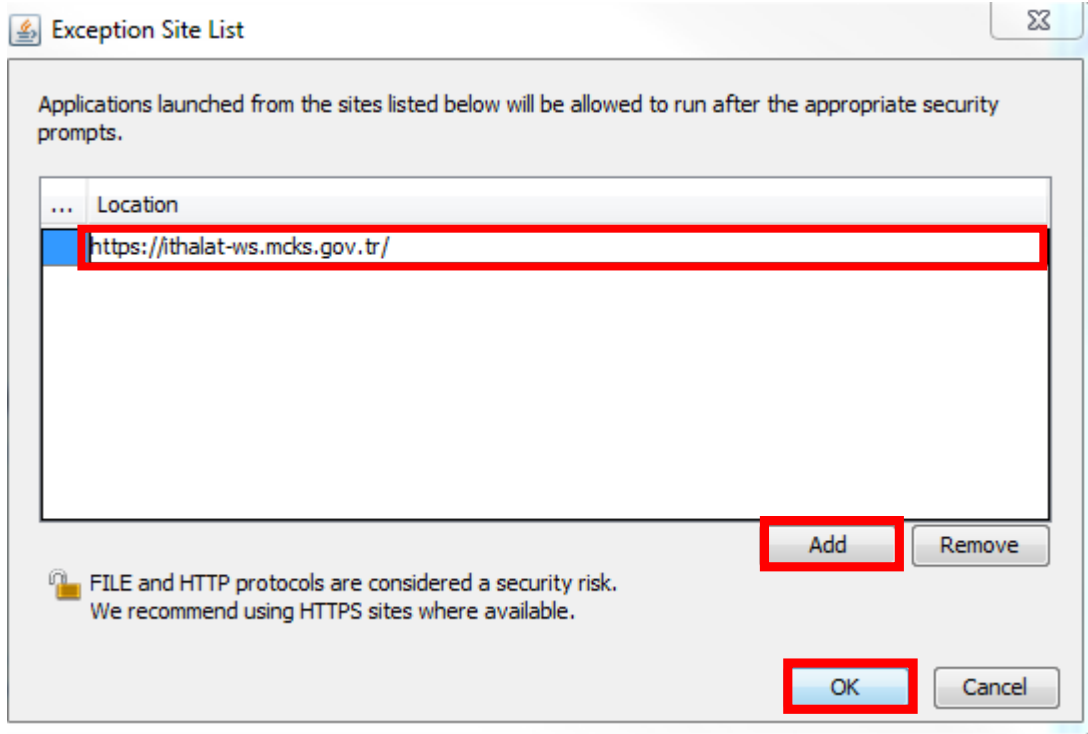 Exception Site List
Applications launched from the sites listed below will be allowed to run after the appropriate security
prompts.
... Location
https://ithalat-ws.mcks.gov.tr/
Add Remove
FILE and HTTP protocols are considered a security risk.
We recommend using HTTPS sites where available.
OK Cancel